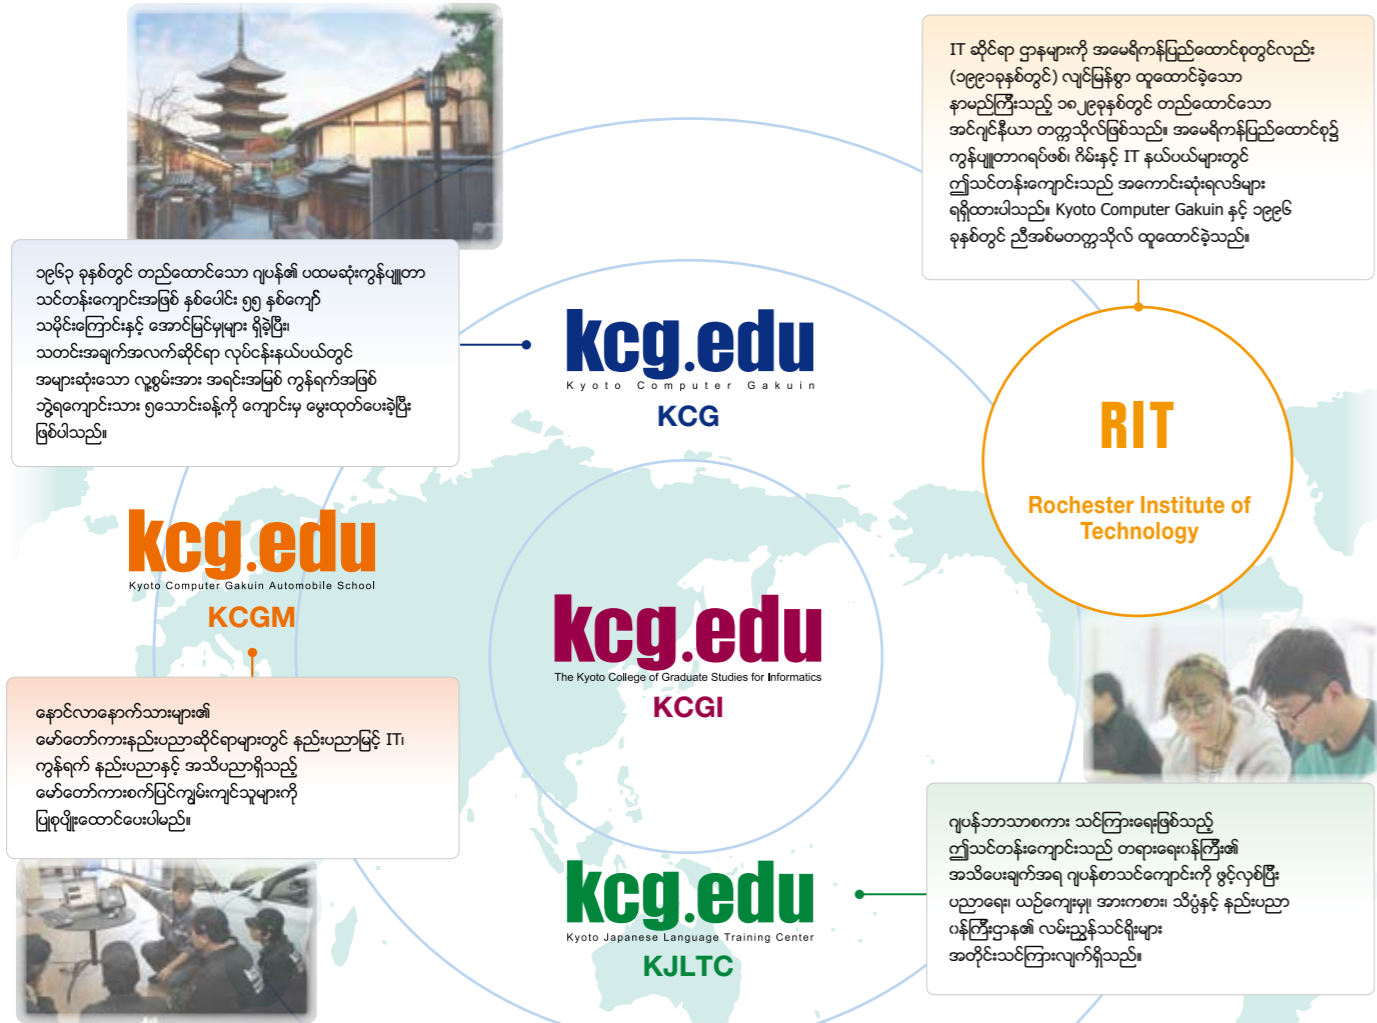 IT ဆိုင်ရာ ဌာနများကို အမေရိကန်ပြည်ထောင်စုတွင်လည်း
(၁၉၉၁ခုနှစ်တွင်) လျင်မြန်စွာ ထူထောင်ခဲ့သော
နာမည်ကြီးသည့် ၁၈၂၉ခုနှစ်တွင် တည်ထောင်သော
အင်ဂျင်နီယာ တက္ကသိုလ်ဖြစ်သည်။ အမေရိကန်ပြည်ထောင်စု၌
ကွန်ပျူတာဂရပ်ဖစ်၊ ဂိမ်းနှင့် IT နယ်ပယ်များတွင်
ဤသင်တန်းကျောင်းသည် အကောင်းဆုံးရလဒ်များ
ရရှိထားပါသည်။ Kyoto Computer Gakuin နှင့် ၁၉၉၆
ခုနှစ်တွင် ညီအစ်မတက္ကသိုလ် ထူထောင်ခဲ့သည်။
၁၉၆၃ ခုနှစ်တွင် တည်ထောင်သော ဂျပန်၏ ပထမဆုံးကွန်ပျူတာ
သင်တန်းကျောင်းအဖြစ် နှစ်ပေါင်း ၅၅ နှစ်ကျော်
သမိုင်းကြောင်းနှင့် အောင်မြင်မှုများ ရှိခဲ့ပြီး၊
သတင်းအချက်အလက်ဆိုင်ရာ လုပ်ငန်းနယ်ပယ်တွင်
အများဆုံးသော လူ့စွမ်းအား အရင်းအမြစ် ကွန်ရက်အဖြစ်
ဘွဲ့ရကျောင်းသား ၅သောင်းခန့်ကို ကျောင်းမှ မွေးထုတ်ပေးခဲ့ပြီး
ဖြစ်ပါသည်။
kcg.edu
Kyoto Computer Gakuin
KCG
RIT
Rochester Institute of
Technology
kcg.edu
Kyoto Computer Gakuin Automobile School
KCGM
kcg.edu
The Kyoto College of Graduate Studies for Informatics
KCGI
နောင်လာနောက်သားများ၏
မော်တော်ကားနည်းပညာဆိုင်ရာများတွင် နည်းပညာမြင့် IT၊
ကွန်ရက် နည်းပညာနှင့် အသိပညာရှိသည့်
မော်တော်ကားစက်ပြင်ကျွမ်းကျင်သူများကို
ပြုစုပျိုးထောင်ပေးပါမည်။
ဂျပန်ဘာသာစကား သင်ကြားရေးဖြစ်သည့်
ဤသင်တန်းကျောင်းသည် တရားရေးဝန်ကြီး၏
အသိပေးချက်အရ ဂျပန်စာသင်ကျောင်းကို ဖွင့်လှစ်ပြီး
ပညာရေး၊ ယဉ်ကျေးမှု၊ အားကစား၊ သိပ္ပံနှင့် နည်းပညာ
ဝန်ကြီးဌာန၏ လမ်းညွှန်သင်ရိုးများ
အတိုင်းသင်ကြားလျက်ရှိသည်။
kcg.edu
Kyoto Japanese Language Training Center
KJLTC